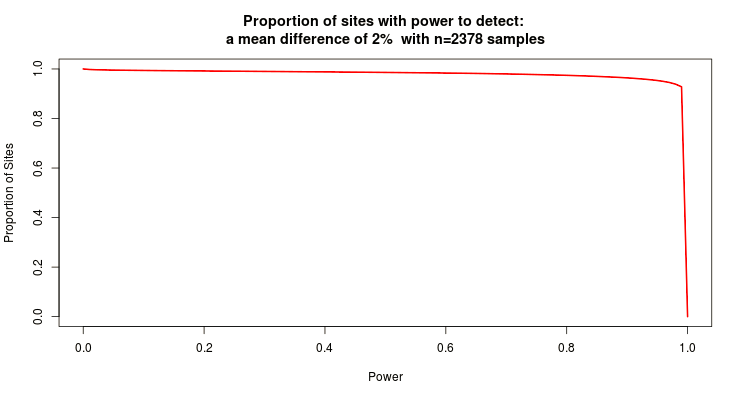 Proportion of sites with power to detect:
a mean difference of 2%  with n=2378 samples
Proportion of Sites
1.0
0.8
0.6
0.4
0.2
0.0
0.0 0.2 0.4 0.6 0.8 1.0
Power